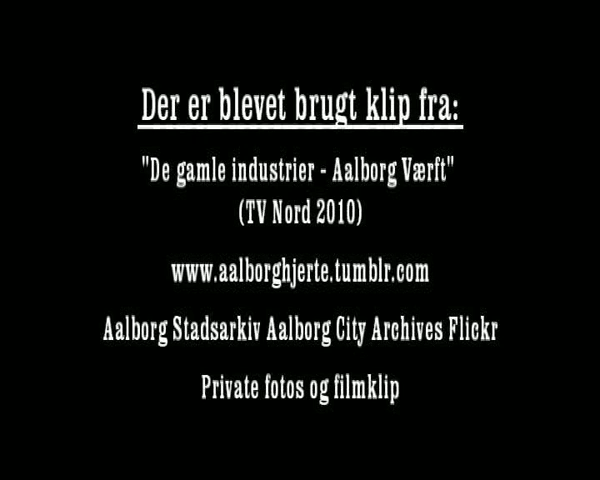 Der er blevet brugt klip fra:
"De gamle industrier - Aalborg Værft"
(TV Nord 2010)
www.aalborghjerte.tumblr.com
Aalborg Stadsarkiv Aalborg City Archives Flickr
Private fotos og filmklip